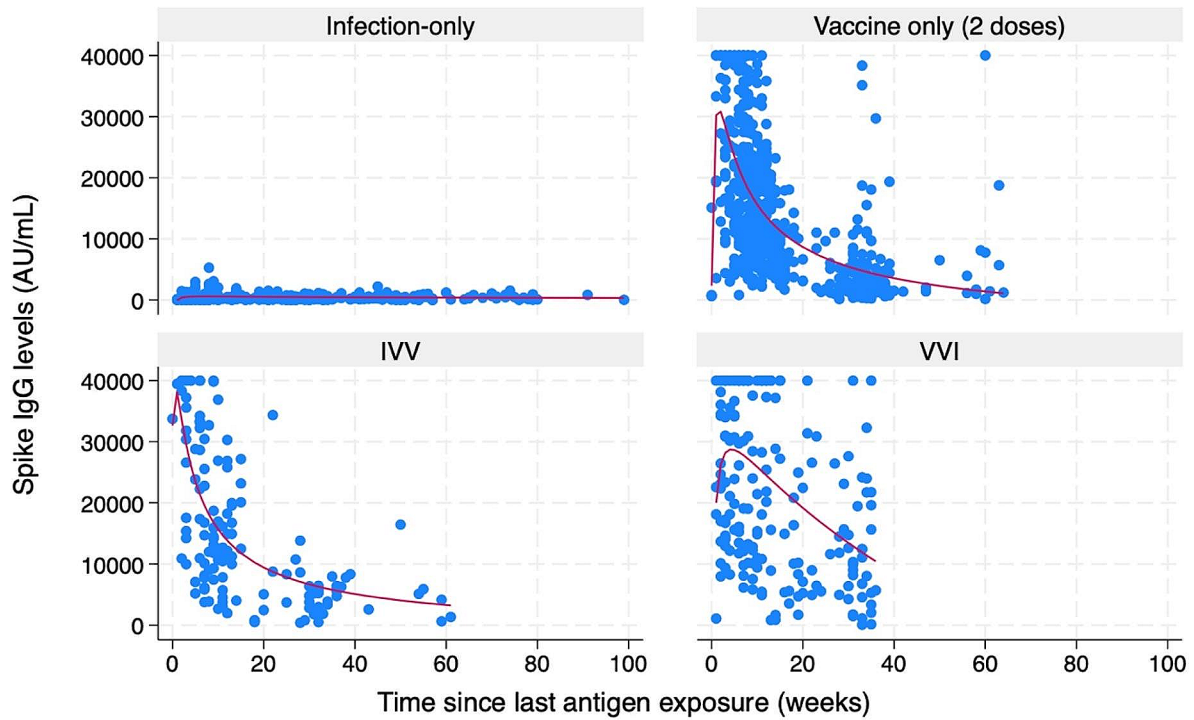 Infection-only
Vaccine only (2 doses)
40000
30000
20000
10000
0
IVV
VVI
40000
30000
20000
10000
0
0 20 40 60 80 100
0 20 40 60 80 100
Spike IgG levels (AU/mL)
Time since last antigen exposure (weeks)